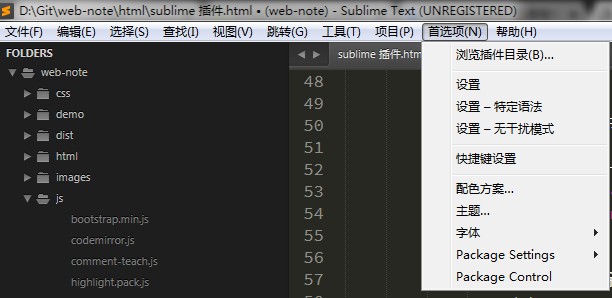 D:\Git\web-note\html\sublime 插件.html • (web-note) - Sublime Text (UNREGISTERED)
文件(F) 编辑(E) 选择(S) 查找(I) 视图(V) 跳转(G) 工具(T) 项目(P) 首选项(N) 帮助(H)
FOLDERS
web-note
css
demo
dist
html
images
js
bootstrap.min.js
codemirror.js
comment-teach.js
highlight.pack.js
sublime 插件.htm
48
49
50
51
52
53
54
55
56
57
浏览插件目录(B)...
设置
设置 – 特定语法
设置 – 无干扰模式
快捷键设置
配色方案...
主题...
字体
Package Settings
Package Control